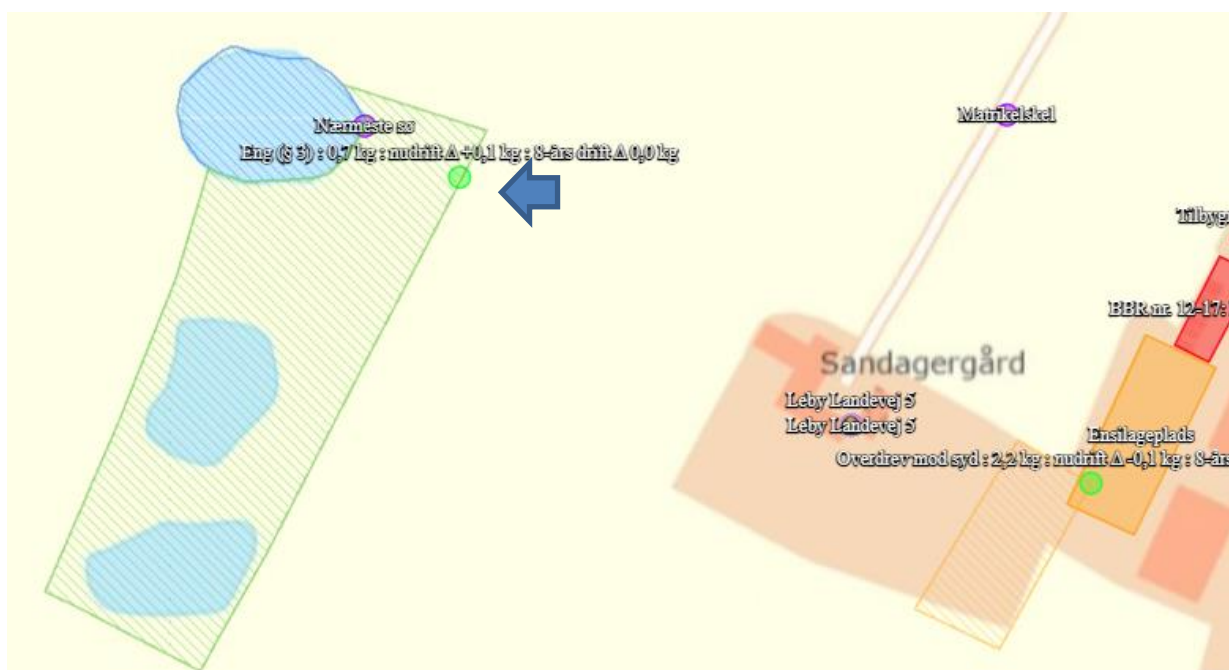 Matrikelskel
Nærmeste sø
Eng (§ 3) : 0,7 kg : nudrift Δ +0,1 kg : 8-års drift Δ 0,0 kg
BBR nr. 12-17:
Sandagergård
Leby Landevej 5
Leby Landevej 5
Ensilageplads
Overdrev mod syd : 2,2 kg : nudrift Δ -0,1 kg : 8-års